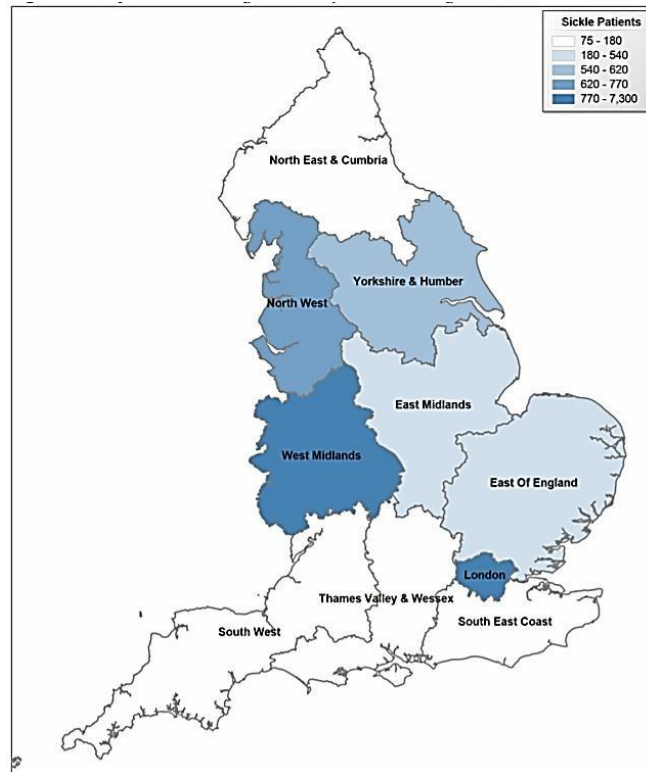 Sickle Patients
75 - 180
180 - 540
540 - 620
620 - 770
770 - 7,300
North East & Cumbria
Yorkshire & Humber
North West
East Midlands
West Midlands
East Of England
London
Thames Valley & Wessex
South East Coast
South West